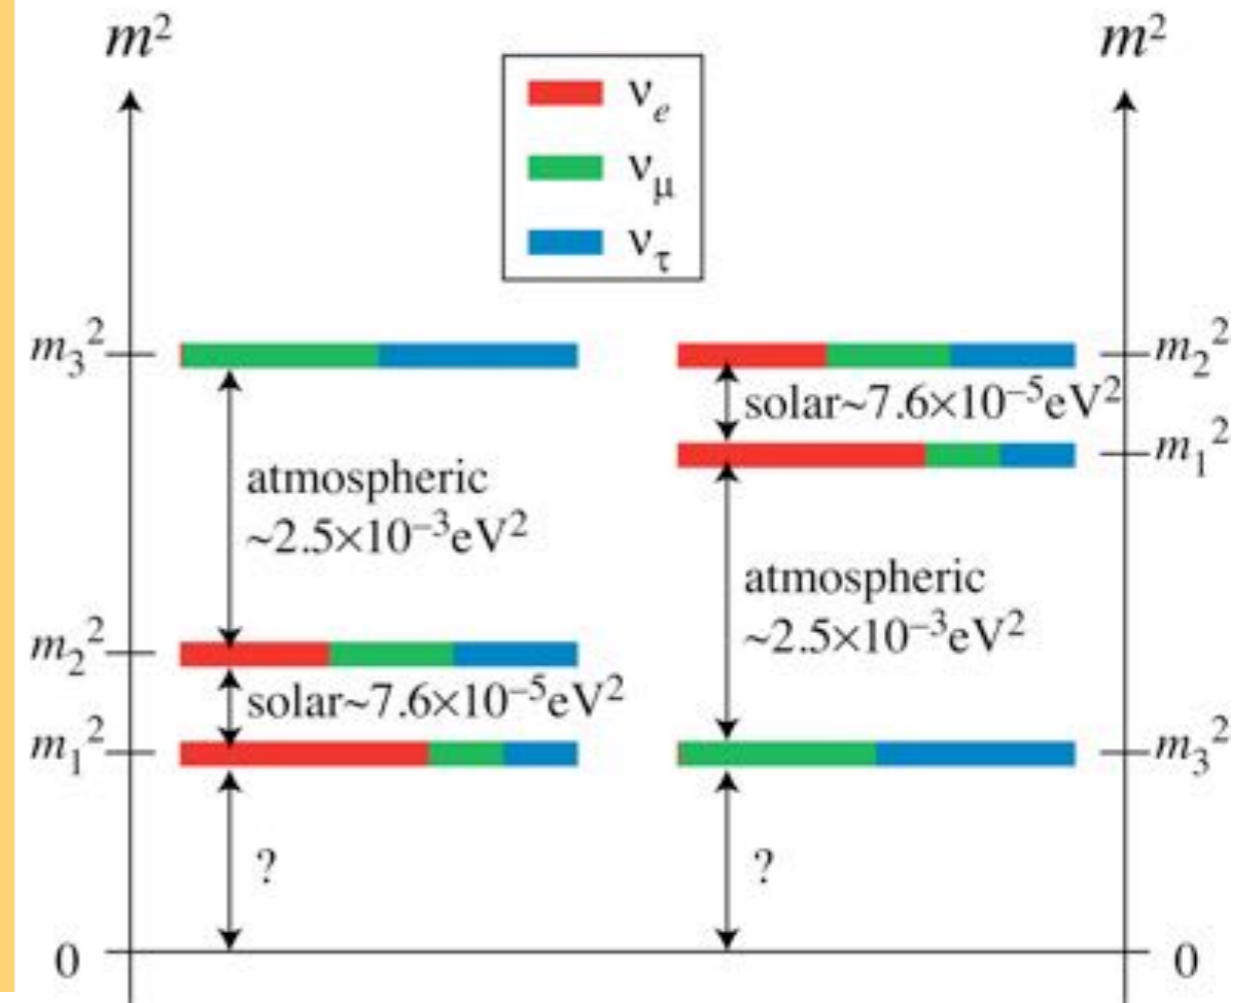 m²
m²
νe
νμ
ντ
m₃²
m₂²
solar~7.6×10⁻⁵eV²
m₁²
atmospheric
~2.5×10⁻³eV²
atmospheric
~2.5×10⁻³eV²
m₂²
solar~7.6×10⁻⁵eV²
m₁²
m₃²
?
?
0
0